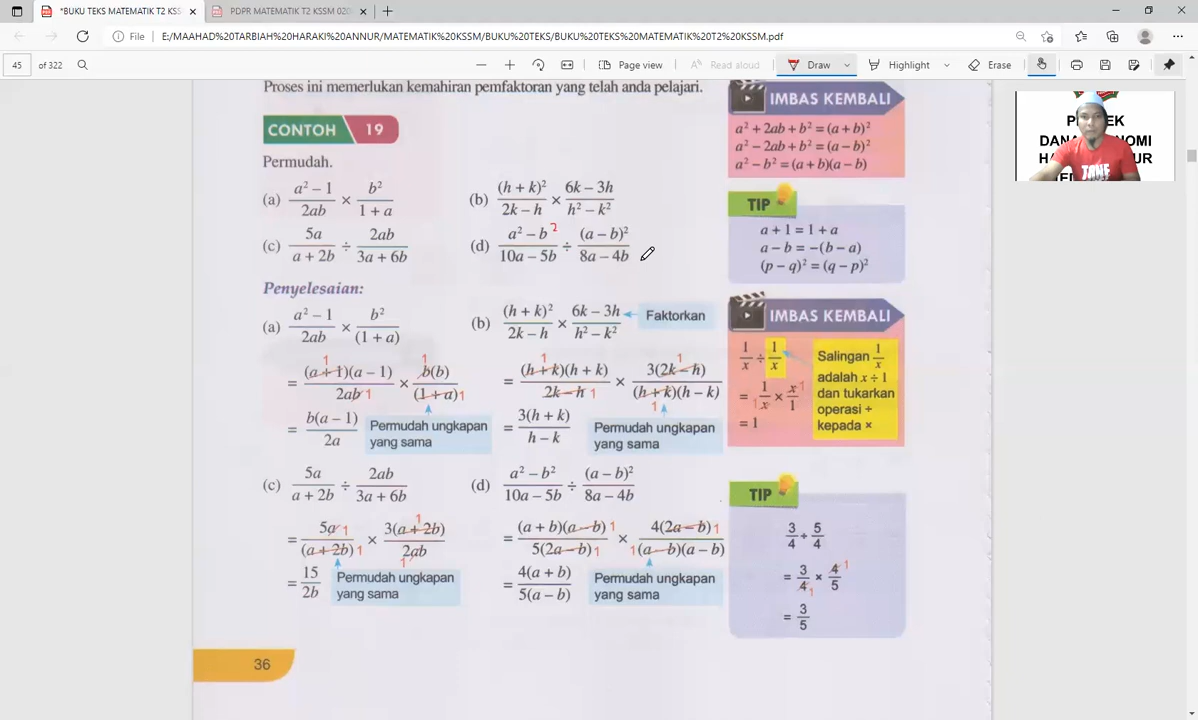 *BUKU TEKS MATEMATIK T2 KSS
PDPR MATEMATIK T2 KSSM 020
File
E:/MAAHAD%20TARBIAH%20HARAKI%20ANNUR/MATEMATIK%20KSSM/BUKU%20TEKS/BUKU%20TEKS%20MATEMATIK%20T2%20KSSM.pdf
45 of 322
Page view
Read aloud
Draw
Highlight
Erase
Proses ini memerlukan kemahiran pemfaktoran yang telah anda pelajari.
CONTOH 19
Permudah.
(a) (a² – 1)/(2ab) × b²/(1 + a)
(b) (h + k)²/(2k – h) × (6k – 3h)/(h² – k²)
(c) 5a/(a + 2b) ÷ 2ab/(3a + 6b)
(d) (a² – b²)/(10a – 5b) ÷ (a – b)²/(8a – 4b)
Penyelesaian:
(a) (a² – 1)/(2ab) × b²/(1 + a)
= (a + 1)(a – 1)/(2ab) × b(b)/(1 + a)
= b(a – 1)/(2a)
Permudah ungkapan
yang sama
(b) (h + k)²/(2k – h) × (6k – 3h)/(h² – k²)
Faktorkan
= (h + k)(h + k)/(2k – h) × 3(2k – h)/((h + k)(h – k))
= 3(h + k)/(h – k)
Permudah ungkapan
yang sama
(c) 5a/(a + 2b) ÷ 2ab/(3a + 6b)
= 5a/(a + 2b) × 3(a + 2b)/(2ab)
= 15/(2b)
Permudah ungkapan
yang sama
(d) (a² – b²)/(10a – 5b) ÷ (a – b)²/(8a – 4b)
= (a + b)(a – b)/(5(2a – b)) × 4(2a – b)/((a – b)(a – b))
= 4(a + b)/(5(a – b))
Permudah ungkapan
yang sama
36
IMBAS KEMBALI
a² + 2ab + b² = (a + b)²
a² – 2ab + b² = (a – b)²
a² – b² = (a + b)(a – b)
TIP
a + 1 = 1 + a
a – b = –(b – a)
(p – q)² = (q – p)²
IMBAS KEMBALI
1/x ÷ 1/x
= 1/x × x/1
= 1
Salingan 1/x
adalah x ÷ 1
dan tukarkan
operasi ÷
kepada ×
TIP
3/4 ÷ 5/4
= 3/4 × 4/5
= 3/5